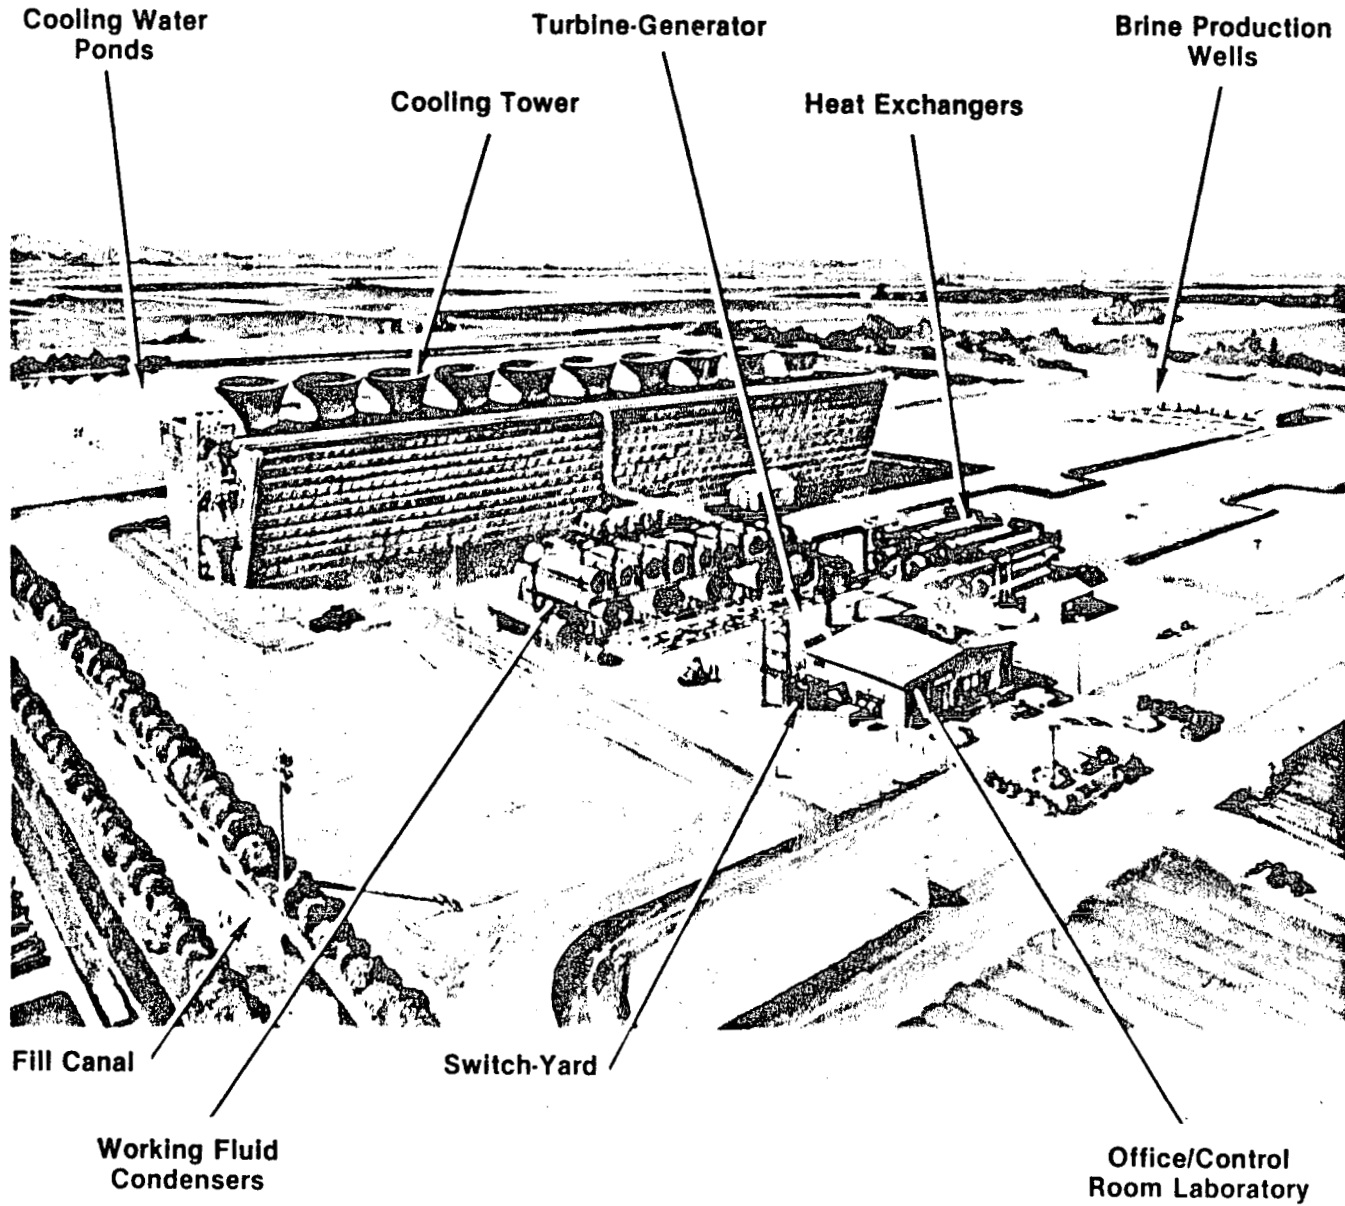 Cooling Water
Ponds
Turbine-Generator
Brine Production
Wells
Cooling Tower
Heat Exchangers
Fill Canal
Switch-Yard
Working Fluid
Condensers
Office/Control
Room Laboratory